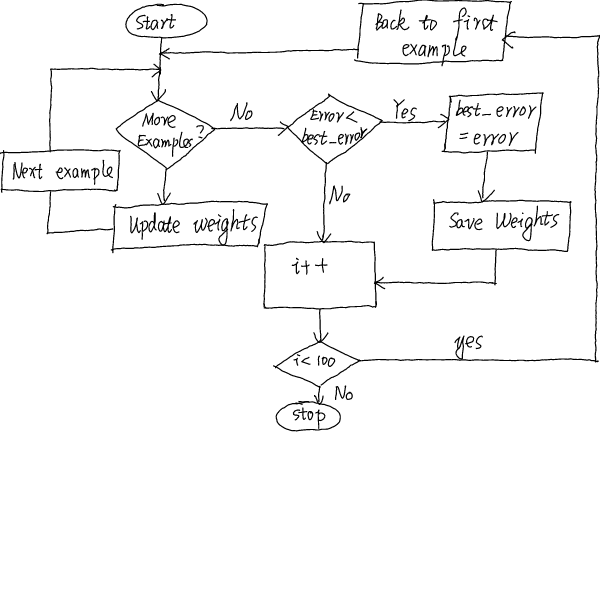 Start
Back to first
example
Move
Examples?
No
Error<
best_error
Yes
best_error
= error
Next example
Update weights
No
Save Weights
i++
i< 100
yes
No
stop